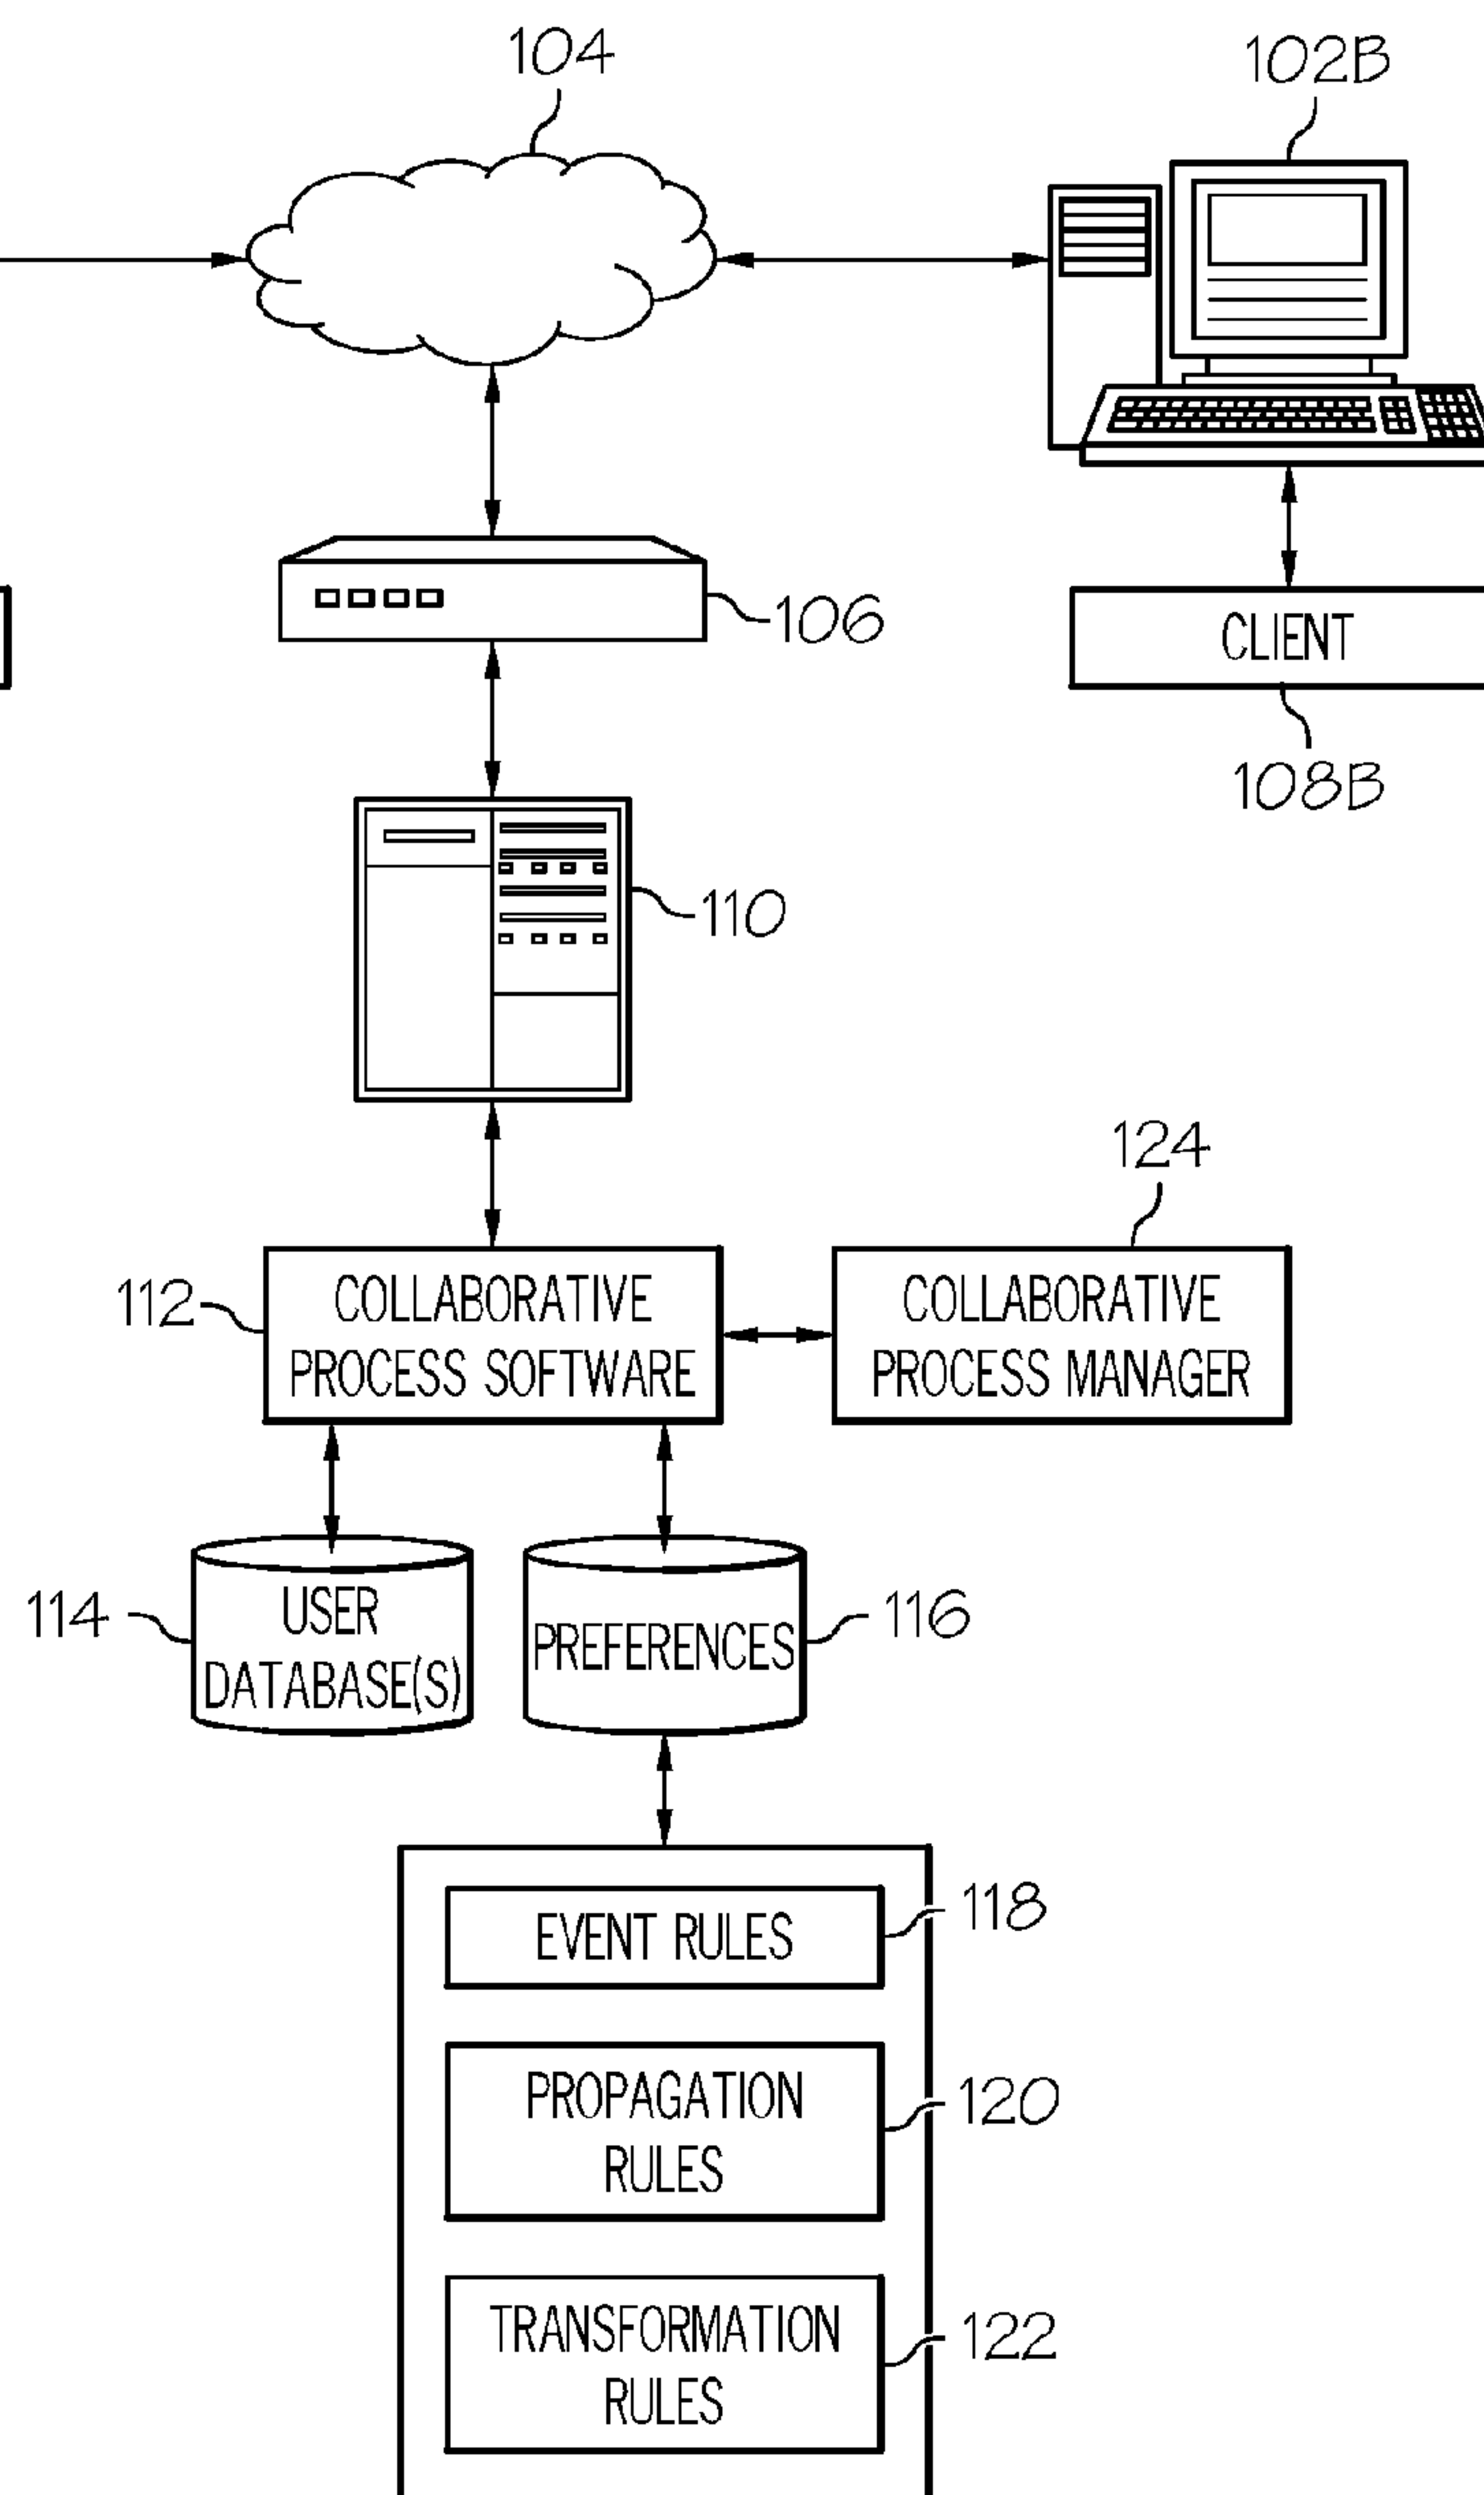 104
102B
106
CLIENT
108B
110
124
112
COLLABORATIVE
PROCESS SOFTWARE
COLLABORATIVE
PROCESS MANAGER
114
USER
DATABASE(S)
PREFERENCES
116
EVENT RULES
118
PROPAGATION
RULES
120
TRANSFORMATION
RULES
122